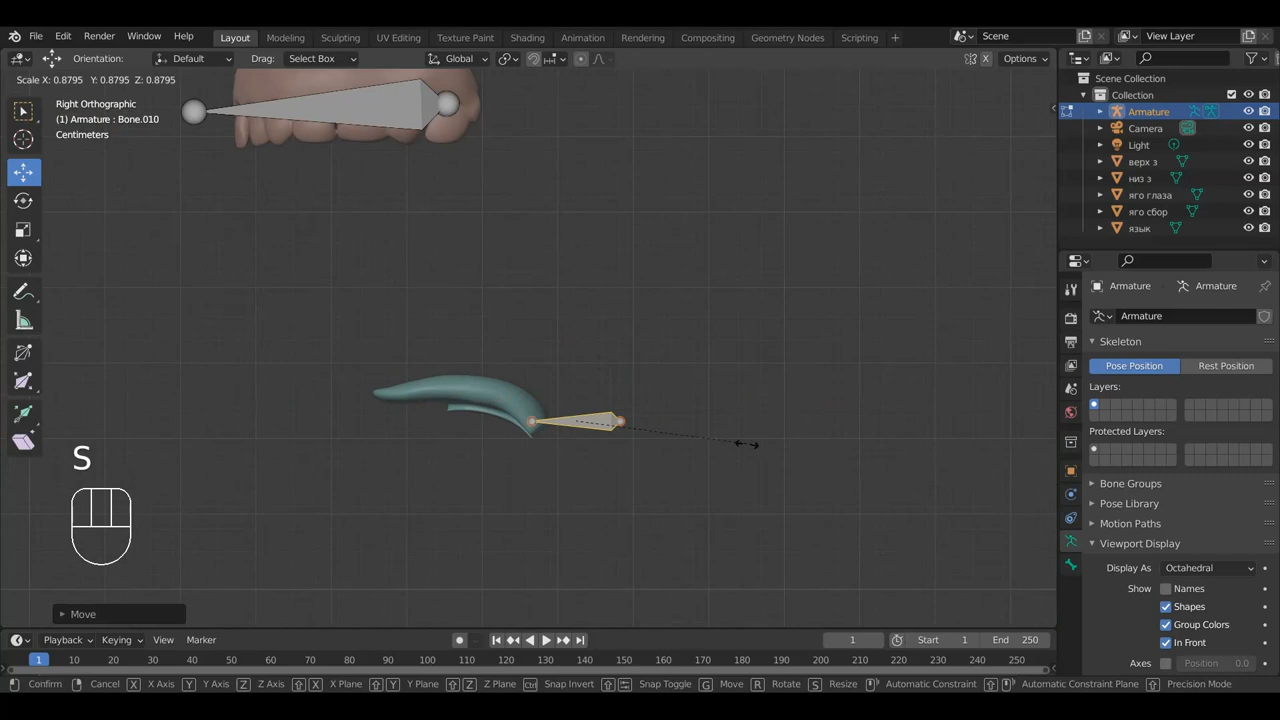 File Edit Render Window Help Layout Modeling Sculpting UV Editing Texture Paint Shading Animation Rendering Compositing Geometry Nodes Scripting + Scene View Layer
Orientation: Default Drag: Select Box Global X Options
Scale X: 0.8795 Y: 0.8795 Z: 0.8795
Right Orthographic
(1) Armature : Bone.010
Centimeters
Scene Collection
Collection
Armature
Camera
Light
верх з
низ з
яго глаза
яго сбор
язык
Armature Armature
Armature
Skeleton
Pose Position Rest Position
Layers:
Protected Layers:
Bone Groups
Pose Library
Motion Paths
Viewport Display
Display As Octahedral
Show Names
Shapes
Group Colors
In Front
Axes Position 0.0
S
Move
Playback Keying View Marker 1 Start 1 End 250
1 10 20 30 40 50 60 70 80 90 100 110 120 130 140 150 160 170 180 190 200 210 220 230 240 250
Confirm Cancel X X Axis Y Y Axis Z Z Axis X X Plane Y Y Plane Z Z Plane Ctrl Snap Invert Snap Toggle G Move R Rotate S Resize Automatic Constraint Automatic Constraint Plane Precision Mode